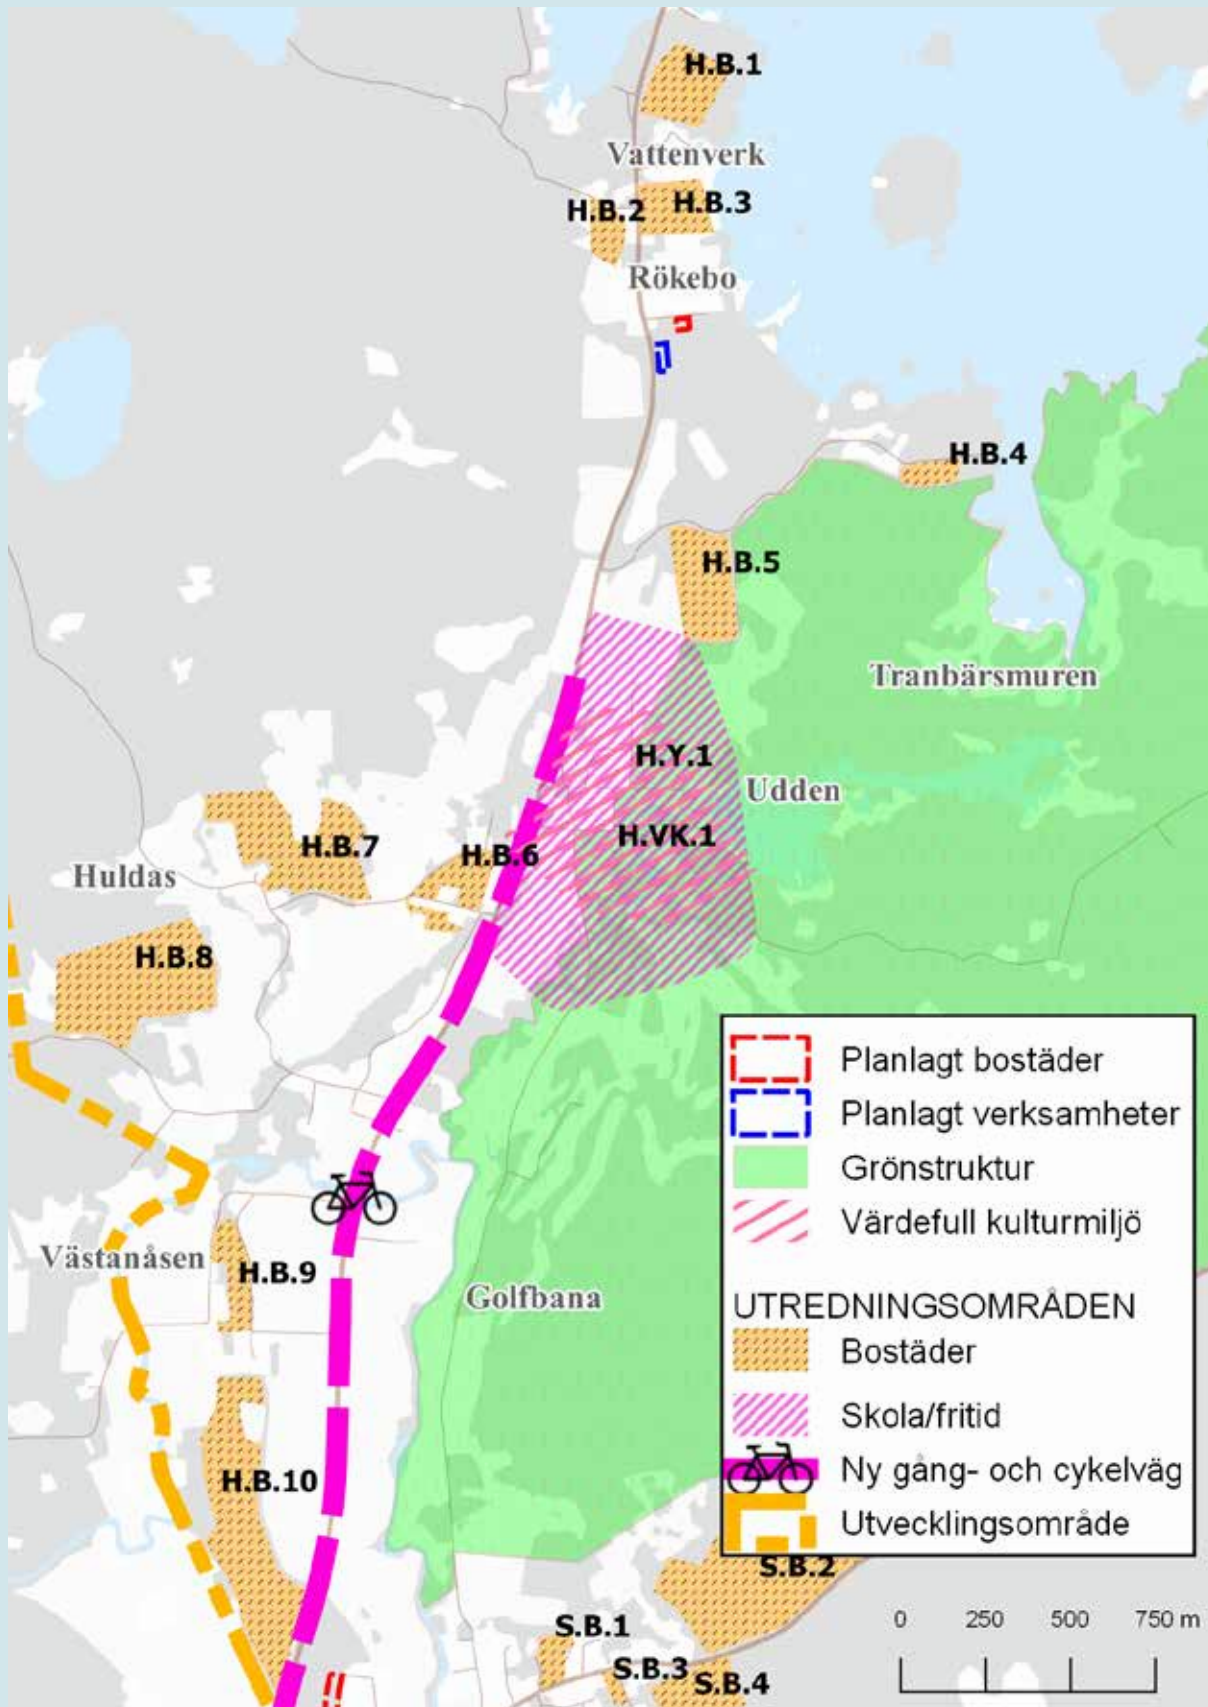 H.B.1
Vattenverk
H.B.2
H.B.3
Rökebo
H.B.4
H.B.5
Tranbärsmuren
H.Y.1
Udden
H.VK.1
H.B.7
H.B.6
Huldas
H.B.8
Västanåsen
H.B.9
Golfbana
H.B.10
Planlagt bostäder
Planlagt verksamheter
Grönstruktur
Värdefull kulturmiljö
UTREDNINGSOMRÅDEN
Bostäder
Skola/fritid
Ny gång- och cykelväg
Utvecklingsområde
S.B.2
S.B.1
S.B.3
S.B.4
0 250 500 750 m